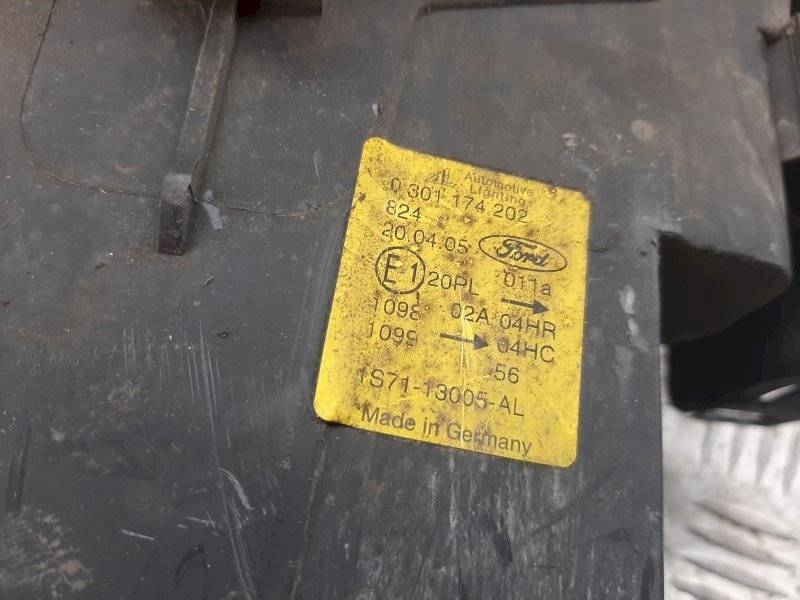 AL Automotive Lighting
0 301 174 202
824
20.04.05 Ford
E1 20PL 011a
→
1098 02A 04HR
1099 → 04HC
56
1S71-13005-AL
Made in Germany